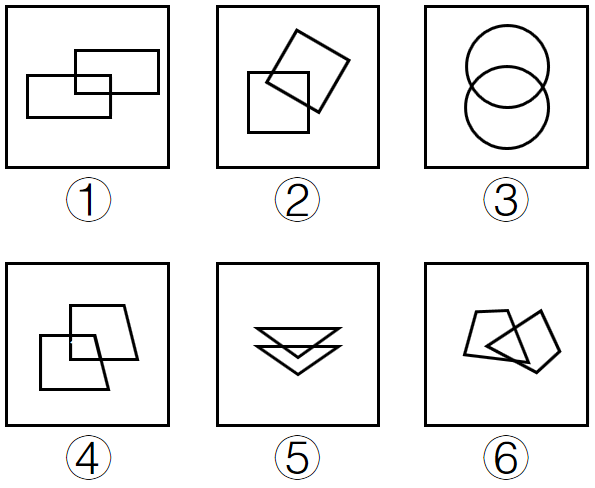 ① ② ③
④ ⑤ ⑥